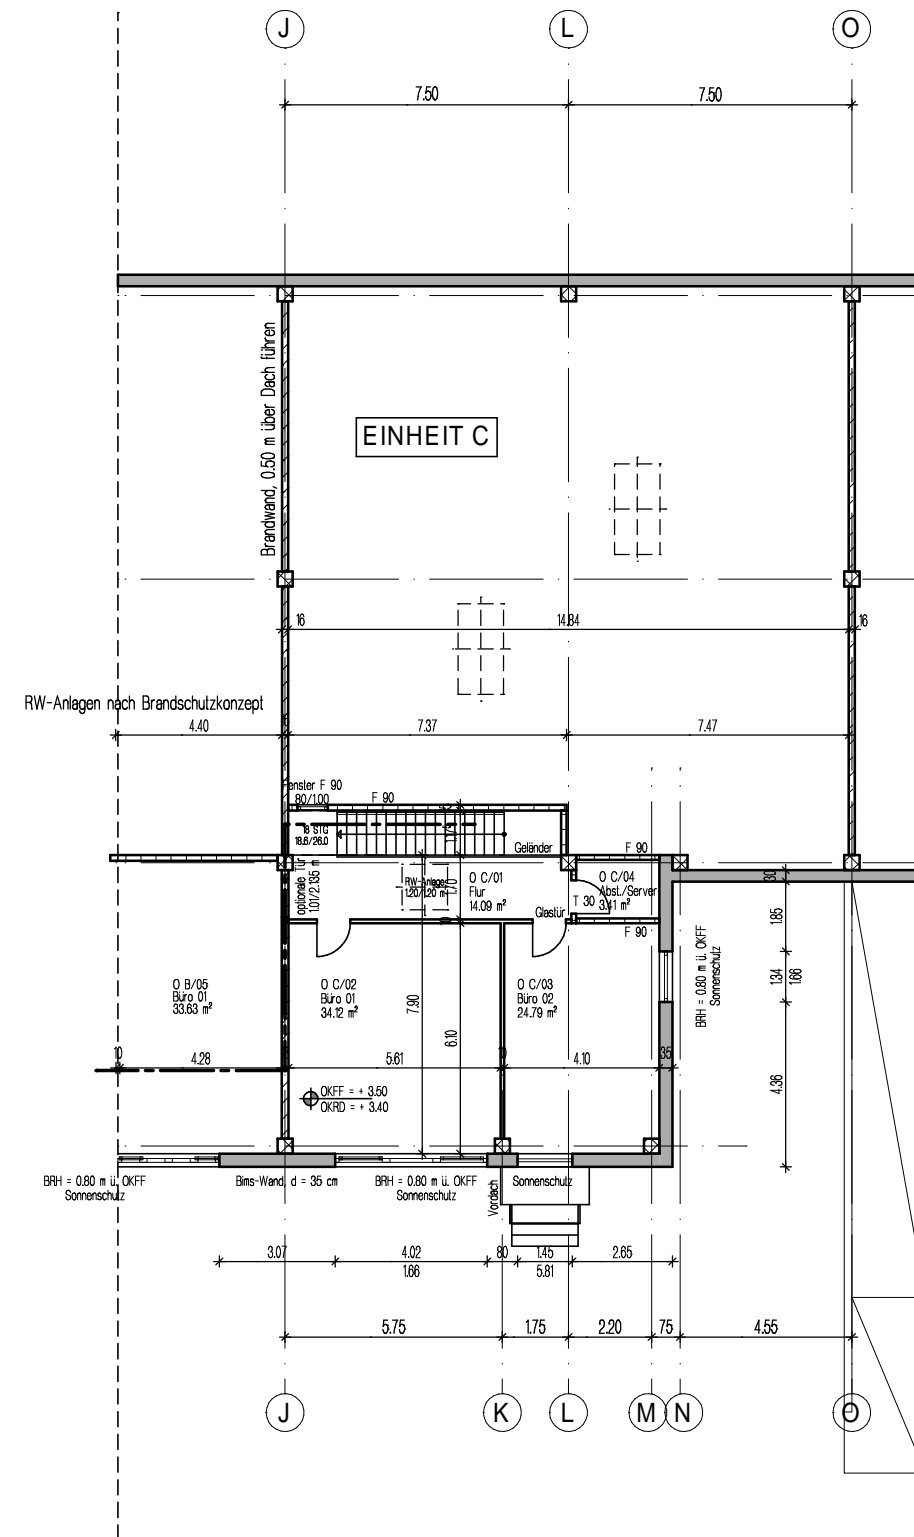 J
L
O
7.50
7.50
Brandwand, 0.50 m über Dach führen
EINHEIT C
16
14.84
16
RW-Anlagen nach Brandschutzkonzept
4.40
7.37
7.47
Fenster F 90
80/1.00
F 90
18 STG
18.6/26.0
Geländer
F 90
optionale Tür
1.01/2.135 m
RW-Anlage
1.20/1.20 m
1.70
O C/01
Flur
14.09 m²
O C/04
Abst./Server
3.41 m²
T 30
Glastür
F 90
30
1.85
1.34
1.66
4.36
BRH = 0.80 m ü. OKFF
Sonnenschutz
O B/05
Büro 01
33.63 m²
O C/02
Büro 01
34.12 m²
O C/03
Büro 02
24.79 m²
7.90
6.10
10
4.28
5.61
4.10
35
OKFF = + 3.50
OKRD = + 3.40
BRH = 0.80 m ü. OKFF
Sonnenschutz
Bims-Wand, d = 35 cm
BRH = 0.80 m ü. OKFF
Sonnenschutz
Vordach
Sonnenschutz
3.07
4.02
1.66
80
1.45
5.81
2.65
5.75
1.75
2.20
75
4.55
J
K
L
M
N
O